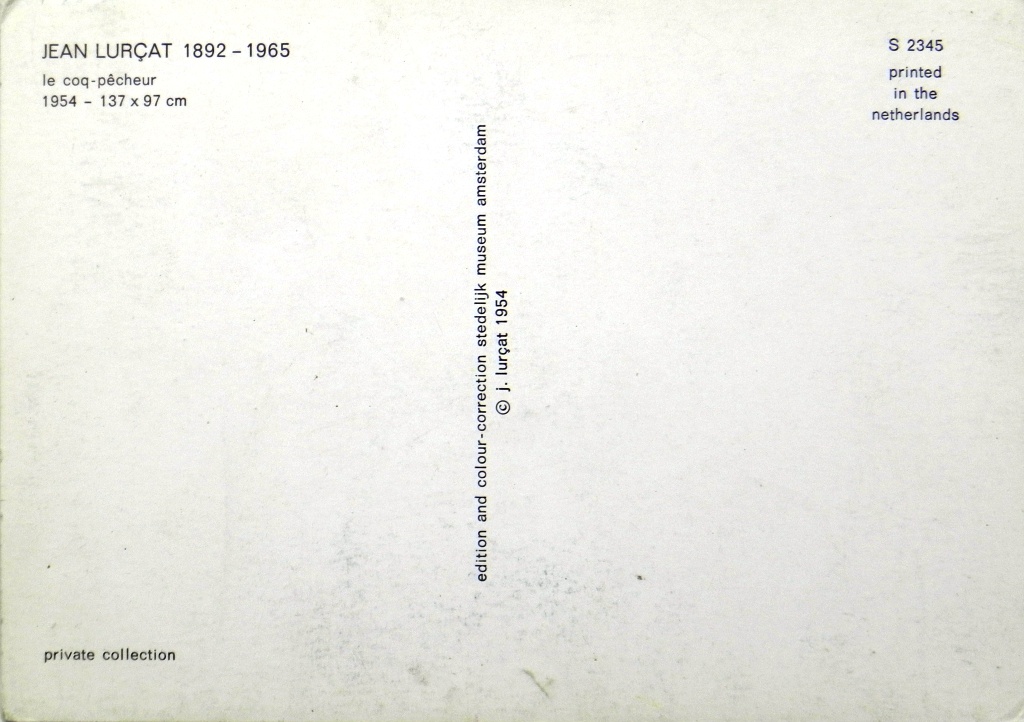 JEAN LURÇAT 1892 – 1965
le coq-pêcheur
1954 – 137 x 97 cm
S 2345
printed
in the
netherlands
edition and colour-correction stedelijk museum amsterdam
© j. lurçat 1954
private collection